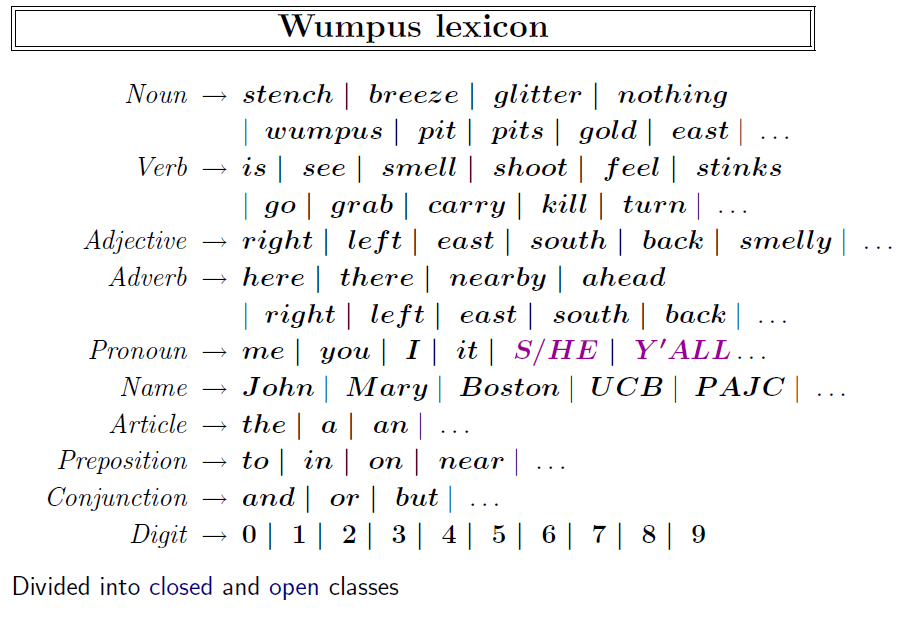 Wumpus lexicon
Noun → stench | breeze | glitter | nothing
| wumpus | pit | pits | gold | east | ...
Verb → is | see | smell | shoot | feel | stinks
| go | grab | carry | kill | turn | ...
Adjective → right | left | east | south | back | smelly | ...
Adverb → here | there | nearby | ahead
| right | left | east | south | back | ...
Pronoun → me | you | I | it | S/HE | Y'ALL ...
Name → John | Mary | Boston | UCB | PAJC | ...
Article → the | a | an | ...
Preposition → to | in | on | near | ...
Conjunction → and | or | but | ...
Digit → 0 | 1 | 2 | 3 | 4 | 5 | 6 | 7 | 8 | 9
Divided into closed and open classes